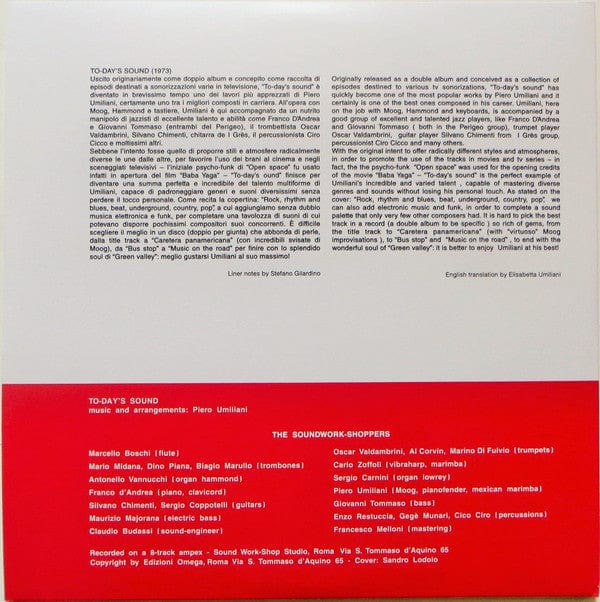 TO-DAY'S SOUND (1973)
Uscito originariamente come doppio album e concepito come raccolta di
episodi destinati a sonorizzazioni varie in televisione, "To-day's sound" è
diventato in brevissimo tempo uno dei lavori più apprezzati di Piero
Umiliani, certamente uno tra i migliori composti in carriera. All'opera con
Moog, Hammond e tastiere, Umiliani è qui accompagnato da un nutrito
manipolo di jazzisti di eccellente talento e abilità come Franco D'Andrea
e Giovanni Tommaso (entrambi del Perigeo), il trombettista Oscar
Valdambrini, Silvano Chimenti, chitarra de I Grès, il percussionista Ciro
Cicco e moltissimi altri.
Sebbene l'intento fosse quello di proporre stili e atmosfere radicalmente
diverse le une dalle altre, per favorire l'uso dei brani al cinema e negli
sceneggiati televisivi – l'iniziale psycho-funk di "Open space" fu usato
infatti in apertura del film "Baba Yaga" – "To-day's sound" finisce per
diventare una summa perfetta e incredibile del talento multiforme di
Umiliani, capace di padroneggiare generi e suoni diversissimi senza
perdere il tocco personale. Come recita la copertina: "Rock, rhythm and
blues, beat, underground, country, pop", a cui aggiungiamo senza dubbio
musica elettronica e funk, per completare una tavolozza di suoni di cui
potevano disporre pochissimi compositori suoi concorrenti. È difficile
scegliere il meglio in un disco (doppio per giunta) che abbonda di perle,
dalla title track a "Caretera panamericana" (con incredibili svisate di
Moog), da "Bus stop" a "Music on the road" per finire con lo splendido
soul di "Green valley": meglio gustarsi Umiliani al suo massimo!
Liner notes by Stefano Gilardino
Originally released as a double album and conceived as a collection of
episodes destined to various tv sonorizations, "To-day's sound" has
quickly become one of the most popular works by Piero Umiliani and it
certainly is one of the best ones composed in his career. Umiliani, here
on the job with Moog, Hammond and keyboards, is accompanied by a
good group of excellent and talented jazz players, like Franco D'Andrea
and Giovanni Tommaso ( both in the Perigeo group), trumpet player
Oscar Valdambrini, guitar player Silvano Chimenti from I Grès group,
percussionist Ciro Cicco and many others.
With the original intent to offer radically different styles and atmospheres,
in order to promote the use of the tracks in movies and tv series – in
fact, the the psycho-funk "Open space" was used for the opening credits
of the movie "Baba Yaga" – "To-day's sound" is the perfect example of
Umiliani's incredible and varied talent , capable of mastering diverse
genres and sounds without losing his personal touch. As stated on the
cover: "Rock, rhythm and blues, beat, underground, country, pop," we
can also add electronic music and funk, in order to complete a sound
palette that only very few other composers had. It is hard to pick the best
track in a record (a double album to be specific ) so rich of gems, from
the title track to "Caretera panamericana" (with "virtuoso" Moog
improvisations ), to "Bus stop" and "Music on the road" , to end with the
wonderful soul of "Green valley": it is better to enjoy Umiliani at his best!
English translation by Elisabetta Umiliani
TO-DAY'S SOUND
music and arrangements: Piero Umiliani
THE SOUNDWORK-SHOPPERS
Marcello Boschi (flute)
Mario Midana, Dino Piana, Biagio Marullo (trombones)
Antonello Vannucchi (organ hammond)
Franco d'Andrea (piano, clavicord)
Silvano Chimenti, Sergio Coppotelli (guitars)
Maurizio Majorana (electric bass)
Claudio Budassi (sound-engineer)
Oscar Valdambrini, Al Corvin, Marino Di Fulvio (trumpets)
Carlo Zoffoli (vibraharp, marimba)
Sergio Carnini (organ lowrey)
Piero Umiliani (Moog, pianofender, mexican marimba)
Giovanni Tommaso (bass)
Enzo Restuccia, Gegè Munari, Cico Ciro (percussions)
Francesco Melloni (mastering)
Recorded on a 8-track ampex - Sound Work-Shop Studio, Roma Via S. Tommaso d'Aquino 65
Copyright by Edizioni Omega, Roma Via S. Tommaso d'Aquino 65 - Cover: Sandro Lodolo